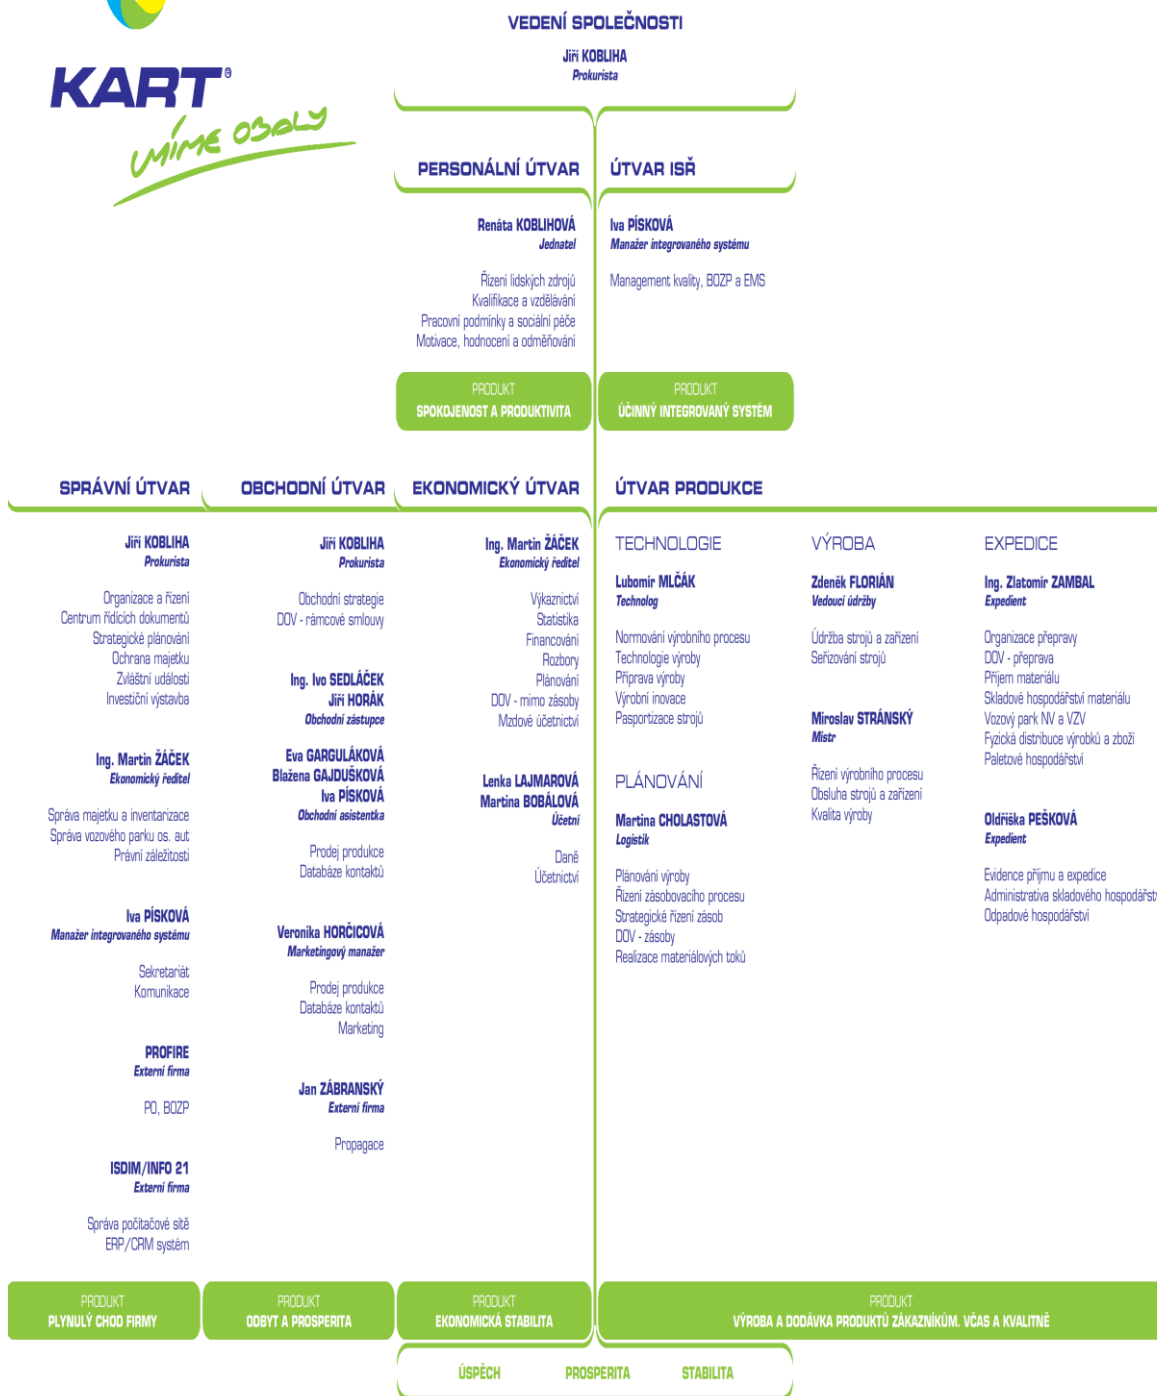 KART®
UMÍME OBALY
VEDENÍ SPOLEČNOSTI
Jiří KOBLIHA
Prokurista
PERSONÁLNÍ ÚTVAR
Renáta KOBLIHOVÁ
Jednatel
Řízení lidských zdrojů
Kvalifikace a vzdělávání
Pracovní podmínky a sociální péče
Motivace, hodnocení a odměňování
PRODUKT
SPOKOJENOST A PRODUKTIVITA
ÚTVAR ISŘ
Iva PÍSKOVÁ
Manažer integrovaného systému
Management kvality, BOZP a EMS
PRODUKT
ÚČINNÝ INTEGROVANÝ SYSTÉM
SPRÁVNÍ ÚTVAR
Jiří KOBLIHA
Prokurista
Organizace a řízení
Centrum řídících dokumentů
Strategické plánování
Ochrana majetku
Zvláštní události
Investiční výstavba
Ing. Martin ŽÁČEK
Ekonomický ředitel
Správa majetku a inventarizace
Správa vozového parku os. aut
Právní záležitosti
Iva PÍSKOVÁ
Manažer integrovaného systému
Sekretariát
Komunikace
PROFIRE
Externí firma
PO, BOZP
ISDIM/INFO 21
Externí firma
Správa počítačové sítě
ERP/CRM systém
PRODUKT
PLYNULÝ CHOD FIRMY
OBCHODNÍ ÚTVAR
Jiří KOBLIHA
Prokurista
Obchodní strategie
DOV - rámcové smlouvy
Ing. Ivo SEDLÁČEK
Jiří HORÁK
Obchodní zástupce
Eva GARGULÁKOVÁ
Blažena GAJDUŠKOVÁ
Iva PÍSKOVÁ
Obchodní asistentka
Prodej produkce
Databáze kontaktů
Veronika HORČICOVÁ
Marketingový manažer
Prodej produkce
Databáze kontaktů
Marketing
Jan ZÁBRANSKÝ
Externí firma
Propagace
PRODUKT
ODBYT A PROSPERITA
EKONOMICKÝ ÚTVAR
Ing. Martin ŽÁČEK
Ekonomický ředitel
Výkaznictví
Statistika
Financování
Rozbory
Plánování
DOV - mimo zásoby
Mzdové účetnictví
Lenka LAJMAROVÁ
Martina BOBÁLOVÁ
Účetní
Daně
Účetnictví
PRODUKT
EKONOMICKÁ STABILITA
ÚTVAR PRODUKCE
TECHNOLOGIE
Lubomír MLČÁK
Technolog
Normování výrobního procesu
Technologie výroby
Příprava výroby
Výrobní inovace
Pasportizace strojů
PLÁNOVÁNÍ
Martina CHOLASTOVÁ
Logistik
Plánování výroby
Řízení zásobovacího procesu
Strategické řízení zásob
DOV - zásoby
Realizace materiálových toků
VÝROBA
Zdeněk FLORIÁN
Vedoucí údržby
Údržba strojů a zařízení
Seřizování strojů
Miroslav STRÁNSKÝ
Mistr
Řízení výrobního procesu
Obsluha strojů a zařízení
Kvalita výroby
EXPEDICE
Ing. Zlatomír ZAMBAL
Expedient
Organizace přepravy
DOV - přeprava
Příjem materiálu
Skladové hospodářství materiálu
Vozový park NV a VZV
Fyzická distribuce výrobků a zboží
Paletové hospodářství
Oldřiška PEŠKOVÁ
Expedient
Evidence příjmu a expedice
Administrativa skladového hospodářst
Odpadové hospodářství
PRODUKT
VÝROBA A DODÁVKA PRODUKTŮ ZÁKAZNÍKŮM. VČAS A KVALITNĚ
ÚSPĚCH PROSPERITA STABILITA